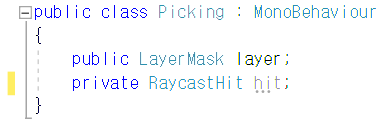 public class Picking : MonoBehaviour
{
public LayerMask layer;
private RaycastHit hit;
}